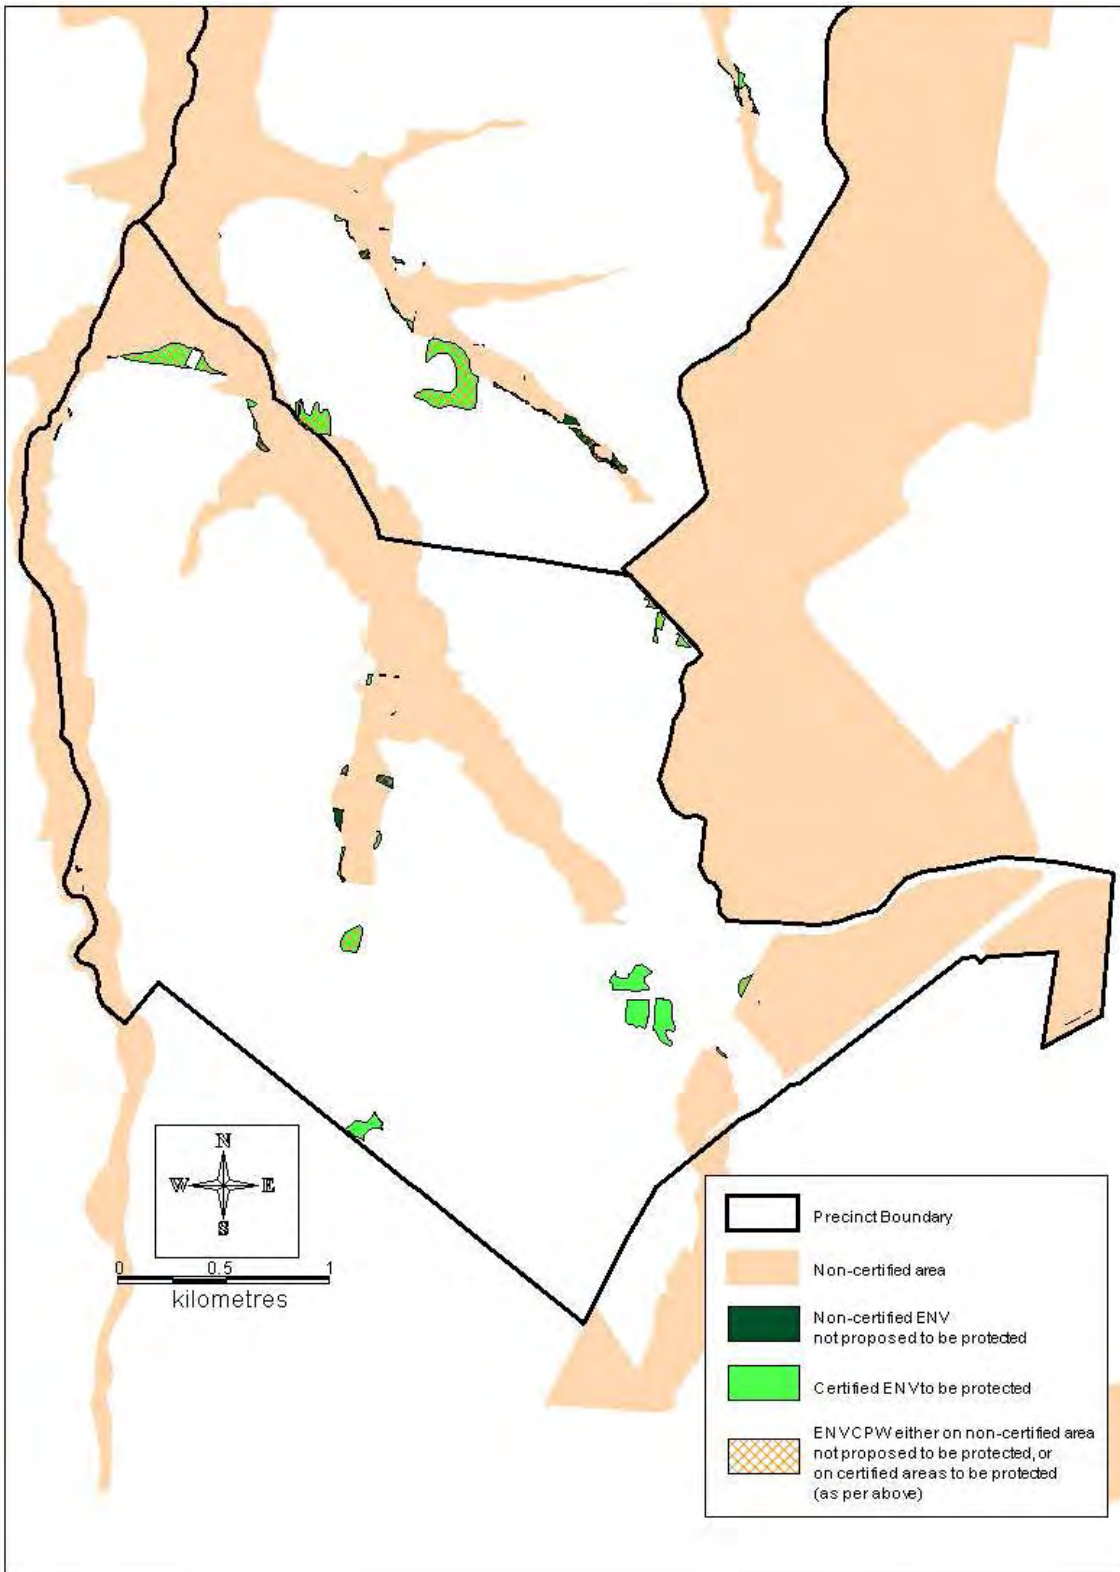 N
W E
S
0 0.5 1
kilometres
Precinct Boundary
Non-certified area
Non-certified ENV
not proposed to be protected
Certified ENV to be protected
ENV CPW either on non-certified area
not proposed to be protected, or
on certified areas to be protected
(as per above)